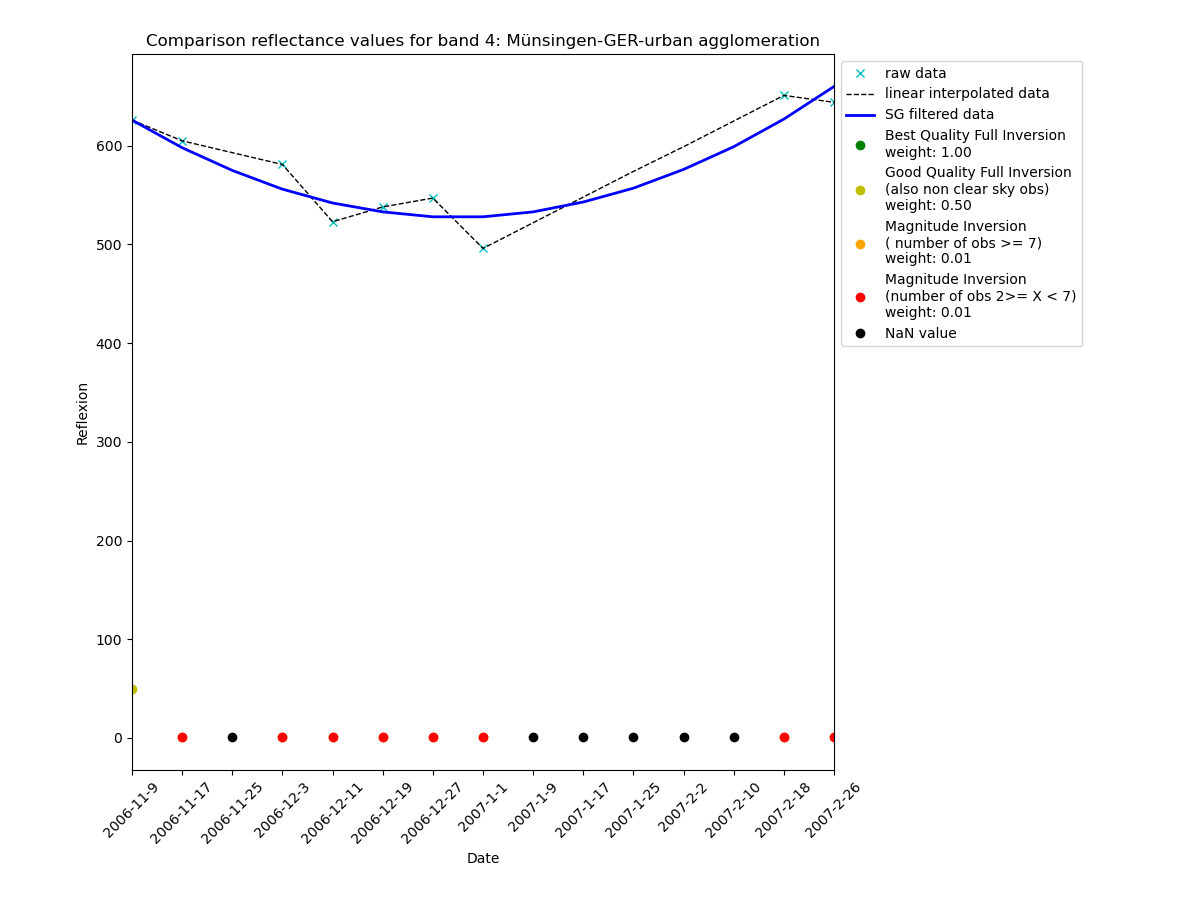 Comparison reflectance values for band 4: Münsingen-GER-urban agglomeration
raw data
linear interpolated data
SG filtered data
Best Quality Full Inversion
weight: 1.00
Good Quality Full Inversion
(also non clear sky obs)
weight: 0.50
Magnitude Inversion
( number of obs >= 7)
weight: 0.01
Magnitude Inversion
(number of obs 2>= X < 7)
weight: 0.01
NaN value
600
500
400
300
200
100
0
Reflexion
2006-11-9
2006-11-17
2006-11-25
2006-12-3
2006-12-11
2006-12-19
2006-12-27
2007-1-1
2007-1-9
2007-1-17
2007-1-25
2007-2-2
2007-2-10
2007-2-18
2007-2-26
Date